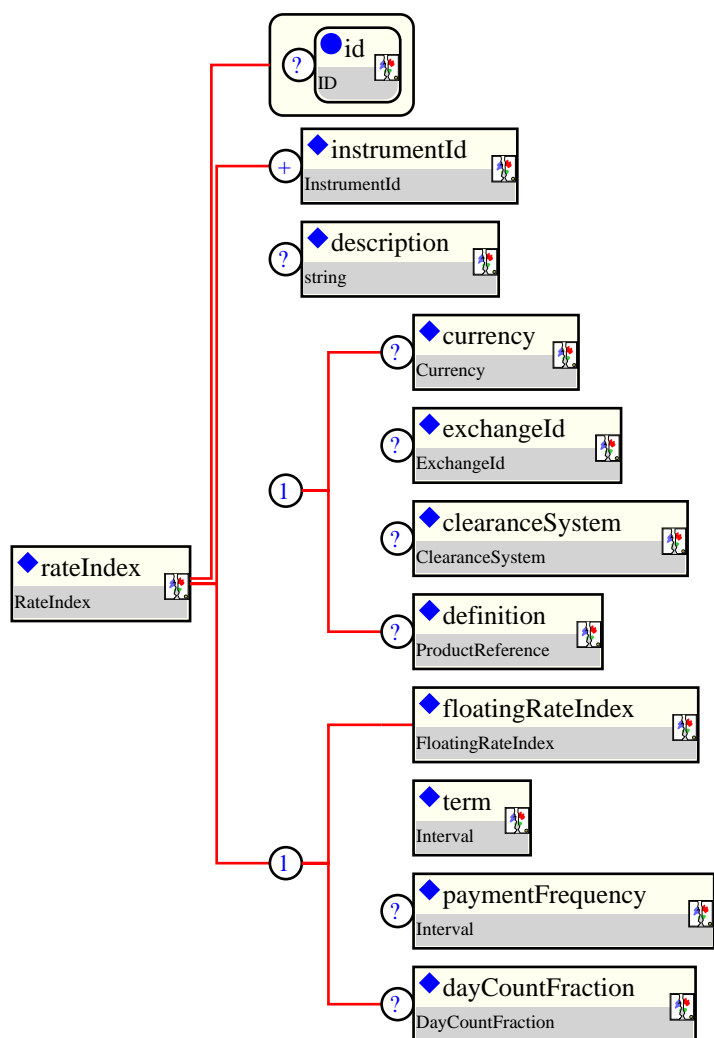 ?
id
ID
+
instrumentId
InstrumentId
?
description
string
?
currency
Currency
?
exchangeId
ExchangeId
1
?
clearanceSystem
ClearanceSystem
rateIndex
RateIndex
?
definition
ProductReference
floatingRateIndex
FloatingRateIndex
term
Interval
1
?
paymentFrequency
Interval
?
dayCountFraction
DayCountFraction